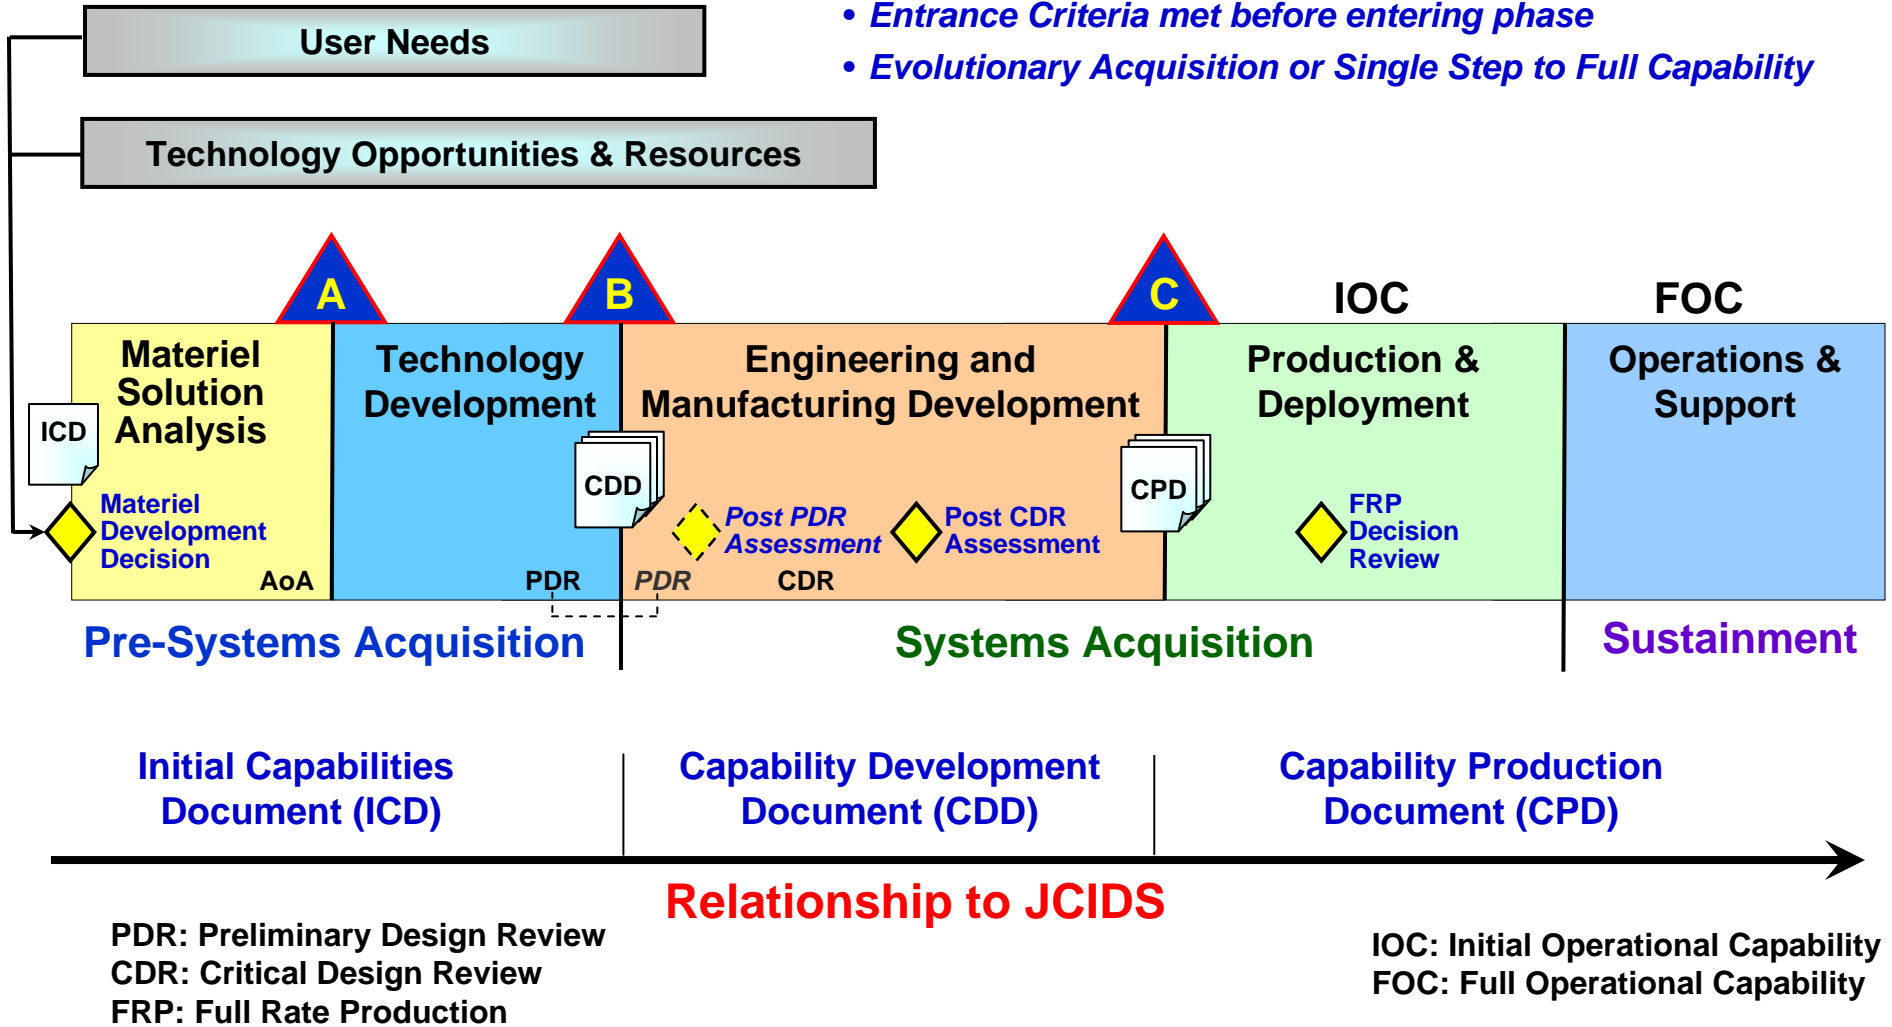 • Entrance Criteria met before entering phase
• Evolutionary Acquisition or Single Step to Full Capability
User Needs
Technology Opportunities & Resources
A
B
C
IOC
FOC
Materiel
Solution
Analysis
Technology
Development
Engineering and
Manufacturing Development
Production &
Deployment
Operations &
Support
ICD
CDD
CPD
Materiel
Development
Decision
Post PDR
Assessment
Post CDR
Assessment
FRP
Decision
Review
AoA
PDR
PDR
CDR
Pre-Systems Acquisition
Systems Acquisition
Sustainment
Initial Capabilities
Document (ICD)
Capability Development
Document (CDD)
Capability Production
Document (CPD)
Relationship to JCIDS
PDR: Preliminary Design Review
CDR: Critical Design Review
FRP: Full Rate Production
IOC: Initial Operational Capability
FOC: Full Operational Capability